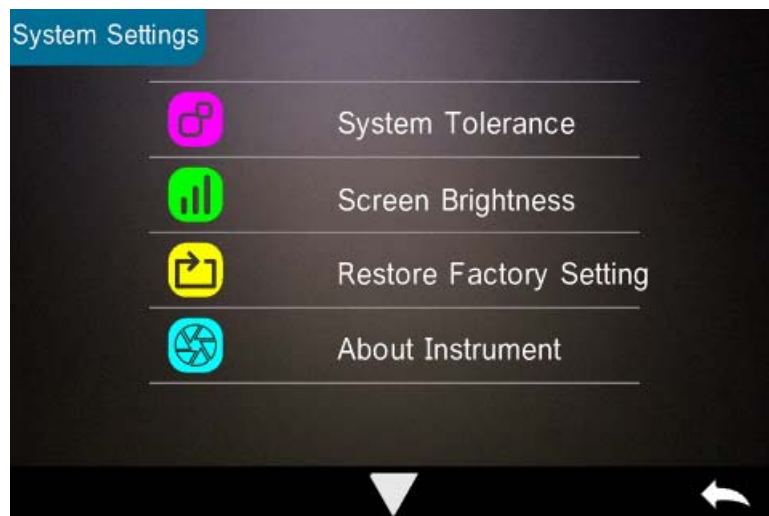 System Settings
System Tolerance
Screen Brightness
Restore Factory Setting
About Instrument